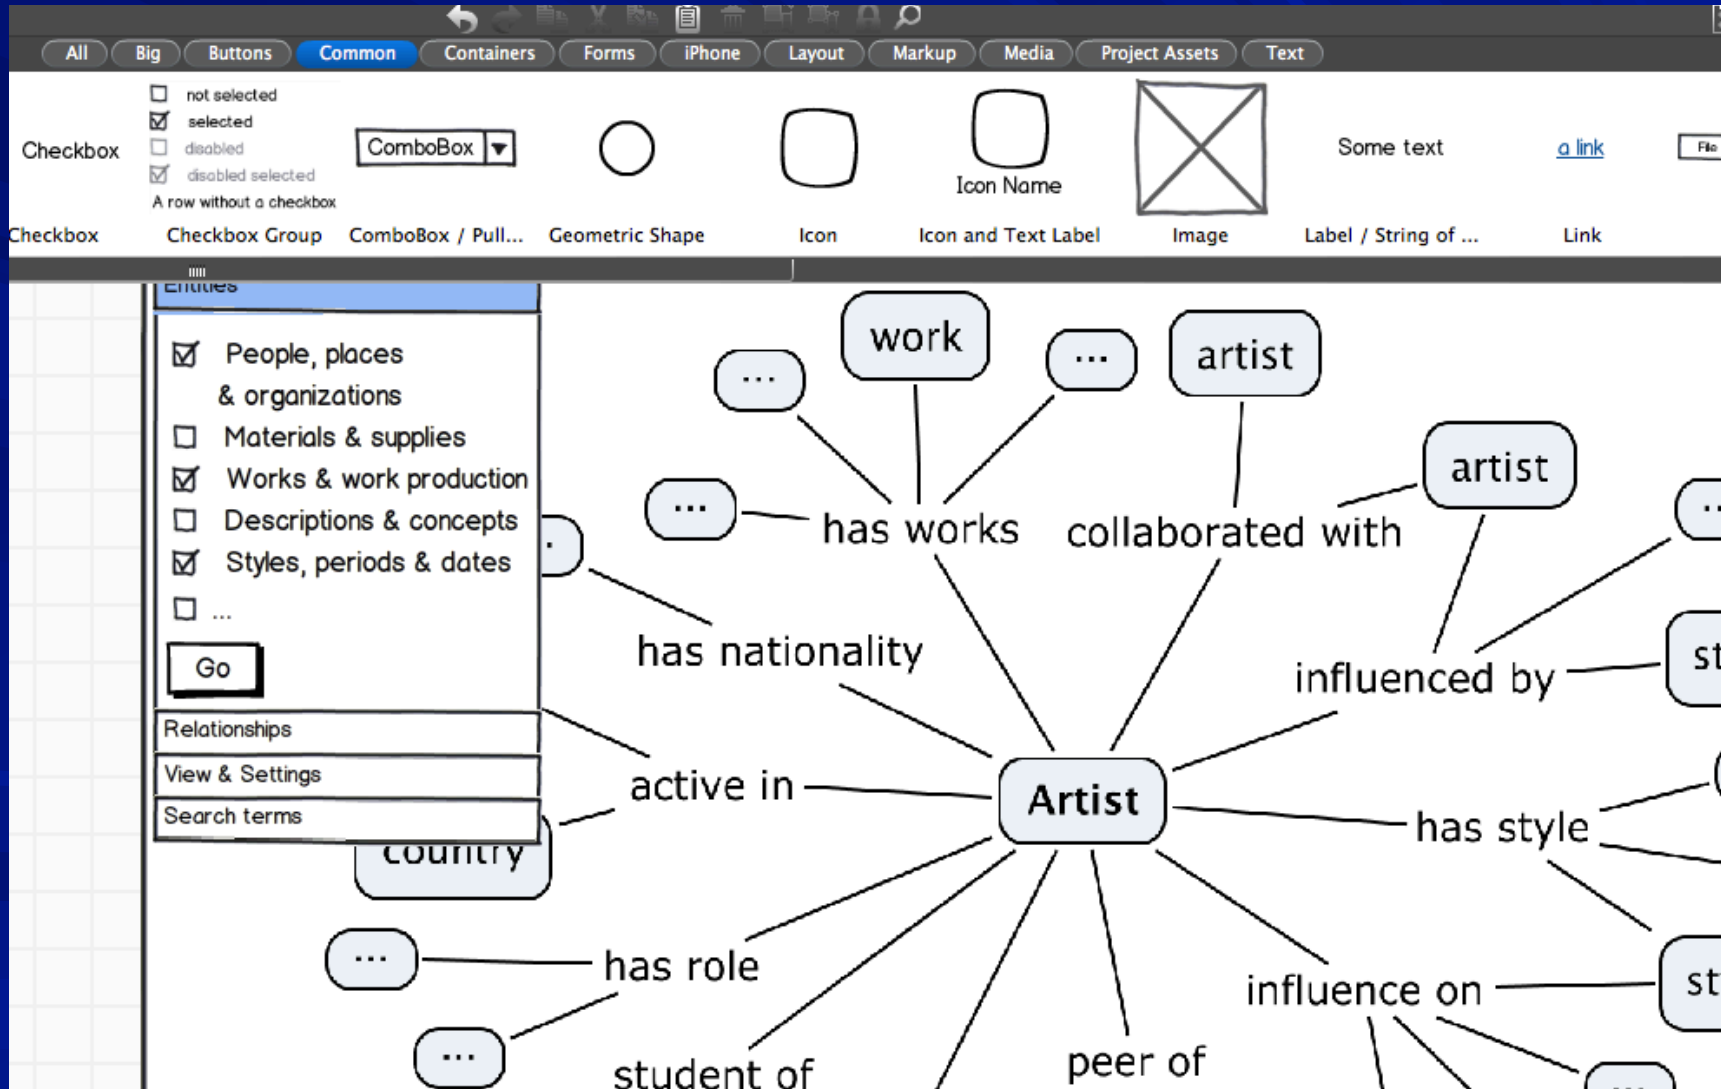 All Big Buttons Common Containers Forms iPhone Layout Markup Media Project Assets Text
Checkbox
not selected
selected
disabled
disabled selected
A row without a checkbox
ComboBox
Icon Name
Some text
a link
File
Checkbox Checkbox Group ComboBox / Pull... Geometric Shape Icon Icon and Text Label Image Label / String of ... Link
Entities
People, places
& organizations
Materials & supplies
Works & work production
Descriptions & concepts
Styles, periods & dates
...
Go
Relationships
View & Settings
Search terms
work
...
...
artist
artist
...
has works
collaborated with
has nationality
influenced by
active in
Artist
has style
country
...
has role
influence on
...
student of
peer of
...